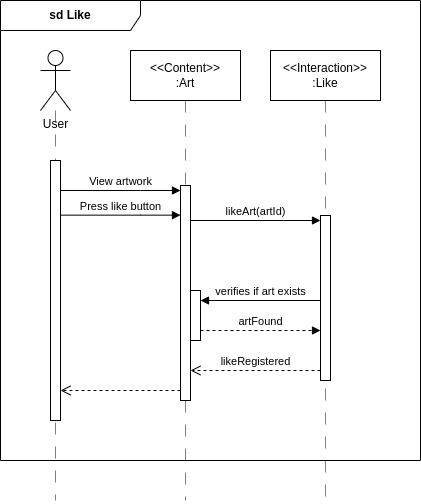 sd Like
<<Content>>
:Art
<<Interaction>>
:Like
User
View artwork
Press like button
likeArt(artId)
verifies if art exists
artFound
likeRegistered